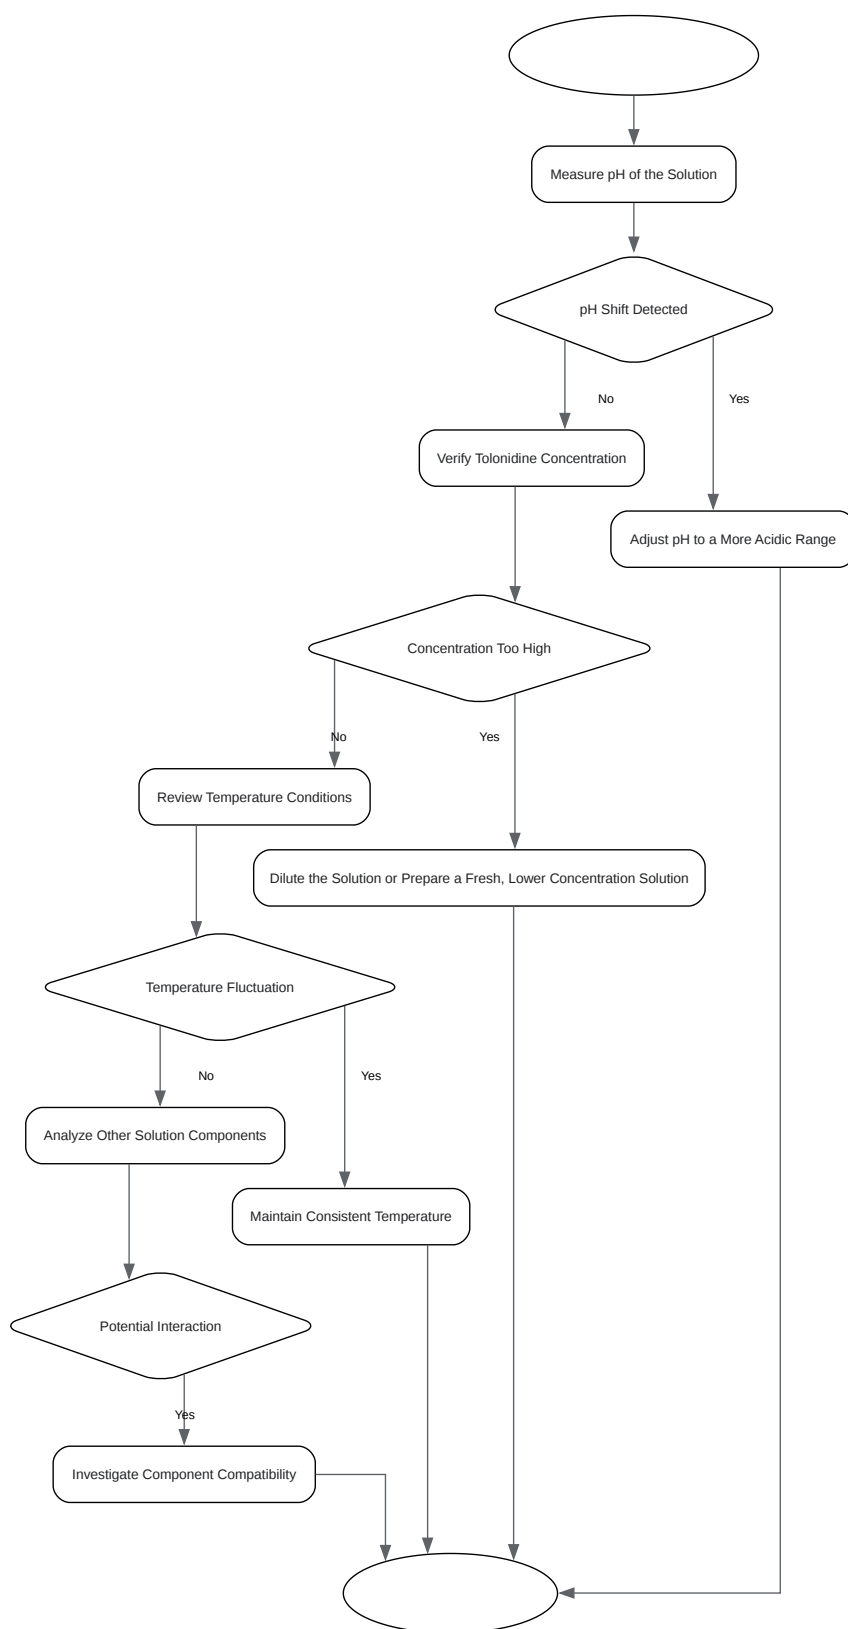 Measure pH of the Solution
pH Shift Detected
No
Yes
Verify Tolonidine Concentration
Adjust pH to a More Acidic Range
Concentration Too High
No
Yes
Review Temperature Conditions
Dilute the Solution or Prepare a Fresh, Lower Concentration Solution
Temperature Fluctuation
No
Yes
Analyze Other Solution Components
Maintain Consistent Temperature
Potential Interaction
Yes
Investigate Component Compatibility